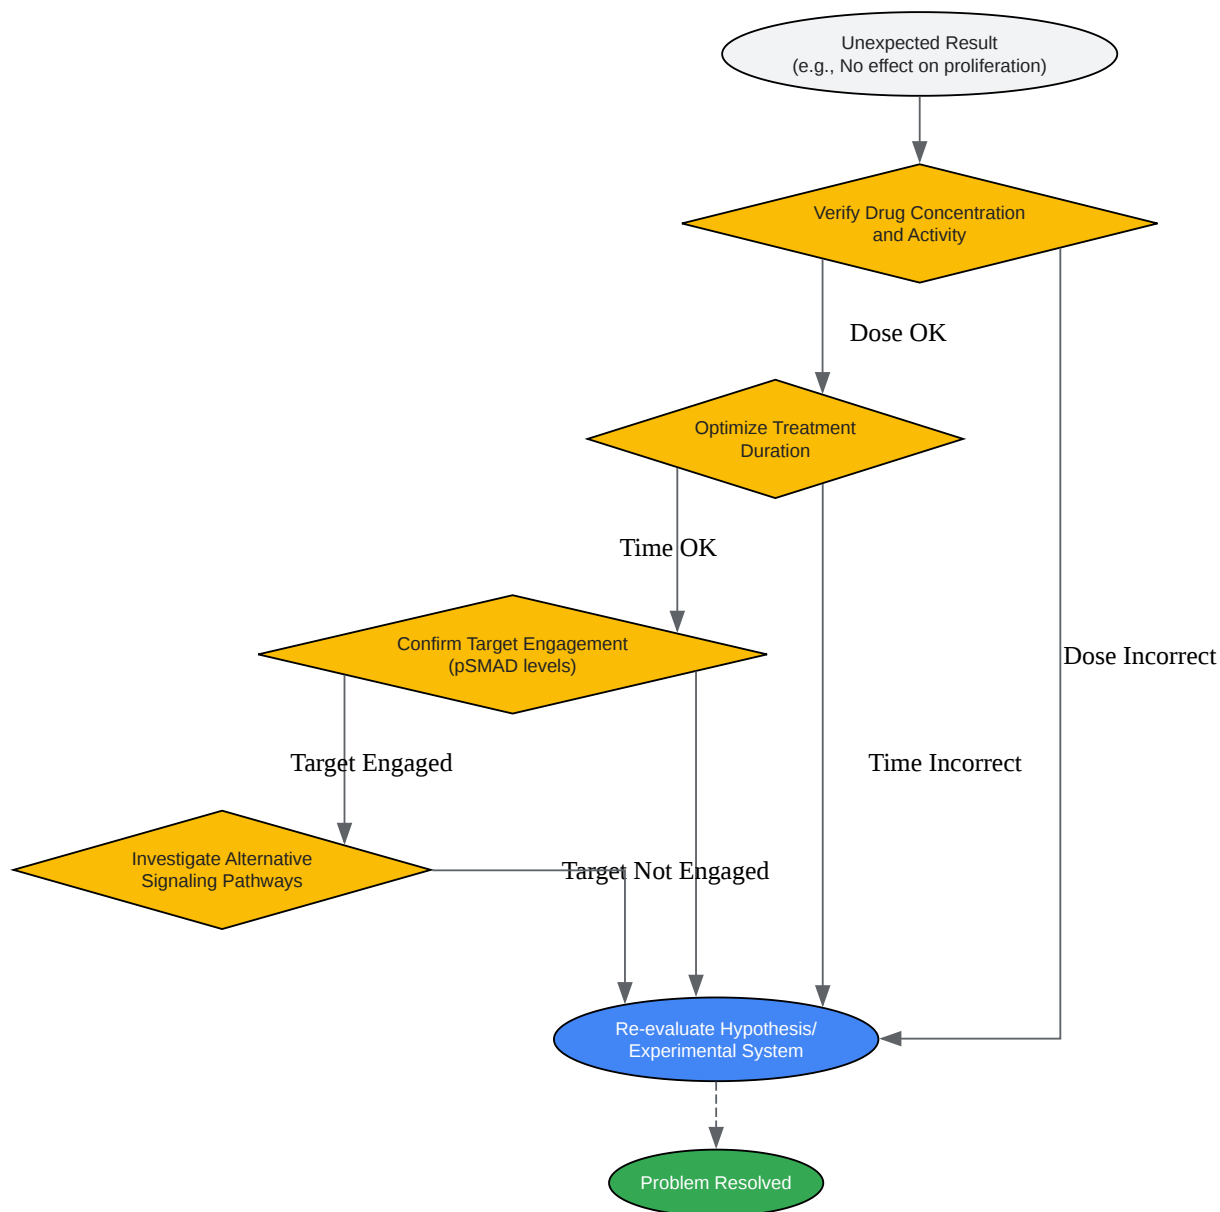 Unexpected Result
(e.g., No effect on proliferation)
Verify Drug Concentration
and Activity
Dose OK
Optimize Treatment
Duration
Time OK
Confirm Target Engagement
(pSMAD levels)
Dose Incorrect
Target Engaged
Time Incorrect
Investigate Alternative
Signaling Pathways
Target Not Engaged
Re-evaluate Hypothesis/
Experimental System
Problem Resolved